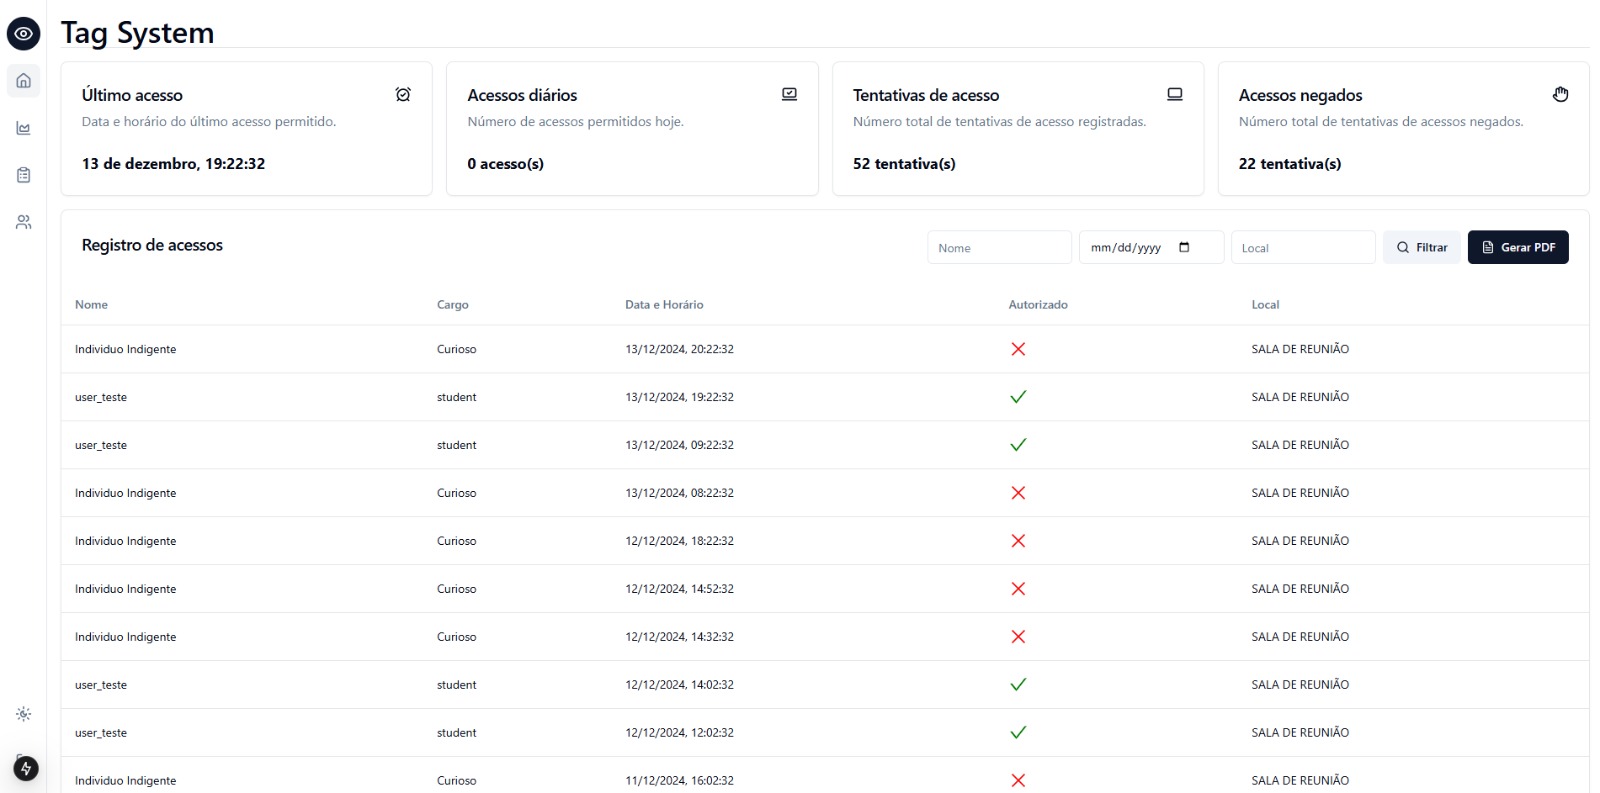 Tag System
Último acesso
Data e horário do último acesso permitido.
13 de dezembro, 19:22:32
Acessos diários
Número de acessos permitidos hoje.
0 acesso(s)
Tentativas de acesso
Número total de tentativas de acesso registradas.
52 tentativa(s)
Acessos negados
Número total de tentativas de acessos negados.
22 tentativa(s)
Registro de acessos
Nome mm/dd/yyyy Local Filtrar Gerar PDF
Nome Cargo Data e Horário Autorizado Local
Individuo Indigente Curioso 13/12/2024, 20:22:32 SALA DE REUNIÃO
user_teste student 13/12/2024, 19:22:32 SALA DE REUNIÃO
user_teste student 13/12/2024, 09:22:32 SALA DE REUNIÃO
Individuo Indigente Curioso 13/12/2024, 08:22:32 SALA DE REUNIÃO
Individuo Indigente Curioso 12/12/2024, 18:22:32 SALA DE REUNIÃO
Individuo Indigente Curioso 12/12/2024, 14:52:32 SALA DE REUNIÃO
Individuo Indigente Curioso 12/12/2024, 14:32:32 SALA DE REUNIÃO
user_teste student 12/12/2024, 14:02:32 SALA DE REUNIÃO
user_teste student 12/12/2024, 12:02:32 SALA DE REUNIÃO
Individuo Indigente Curioso 11/12/2024, 16:02:32 SALA DE REUNIÃO